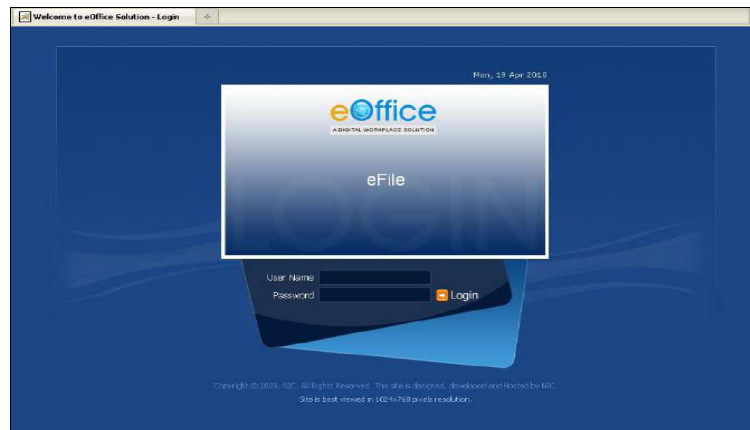 Welcome to eOffice Solution - Login
Mon, 19 Apr 2010
eOffice
A DIGITAL WORKPLACE SOLUTION
eFile
LOGIN
User Name
Password
Login
Copyright © 2009, NIC. All Rights Reserved. This site is designed, developed and Hosted by NIC.
Site is best viewed in 1024x768 pixels resolution.